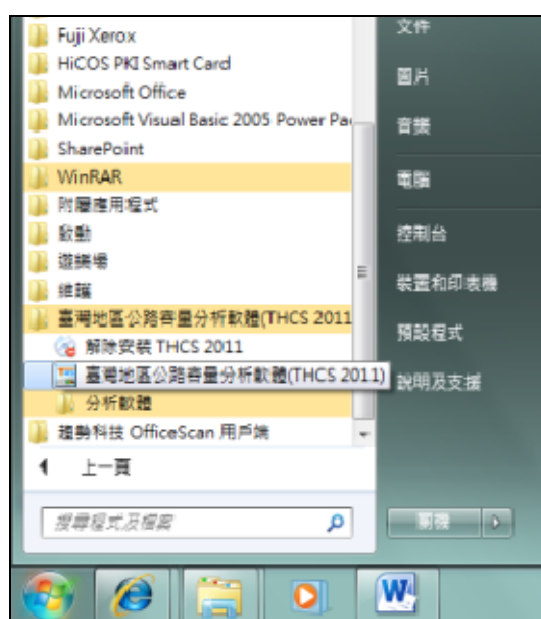 Fuji Xerox
HiCOS PKI Smart Card
Microsoft Office
Microsoft Visual Basic 2005 Power Pa
SharePoint
WinRAR
附屬應用程式
啟動
遊樂場
維護
臺灣地區公路容量分析軟體(THCS 2011
解除安裝 THCS 2011
臺灣地區公路容量分析軟體(THCS 2011)
分析軟體
趨勢科技 OfficeScan 用戶端
上一頁
搜尋程式及檔案
文件
圖片
音樂
電腦
控制台
裝置和印表機
預設程式
說明及支援
關機